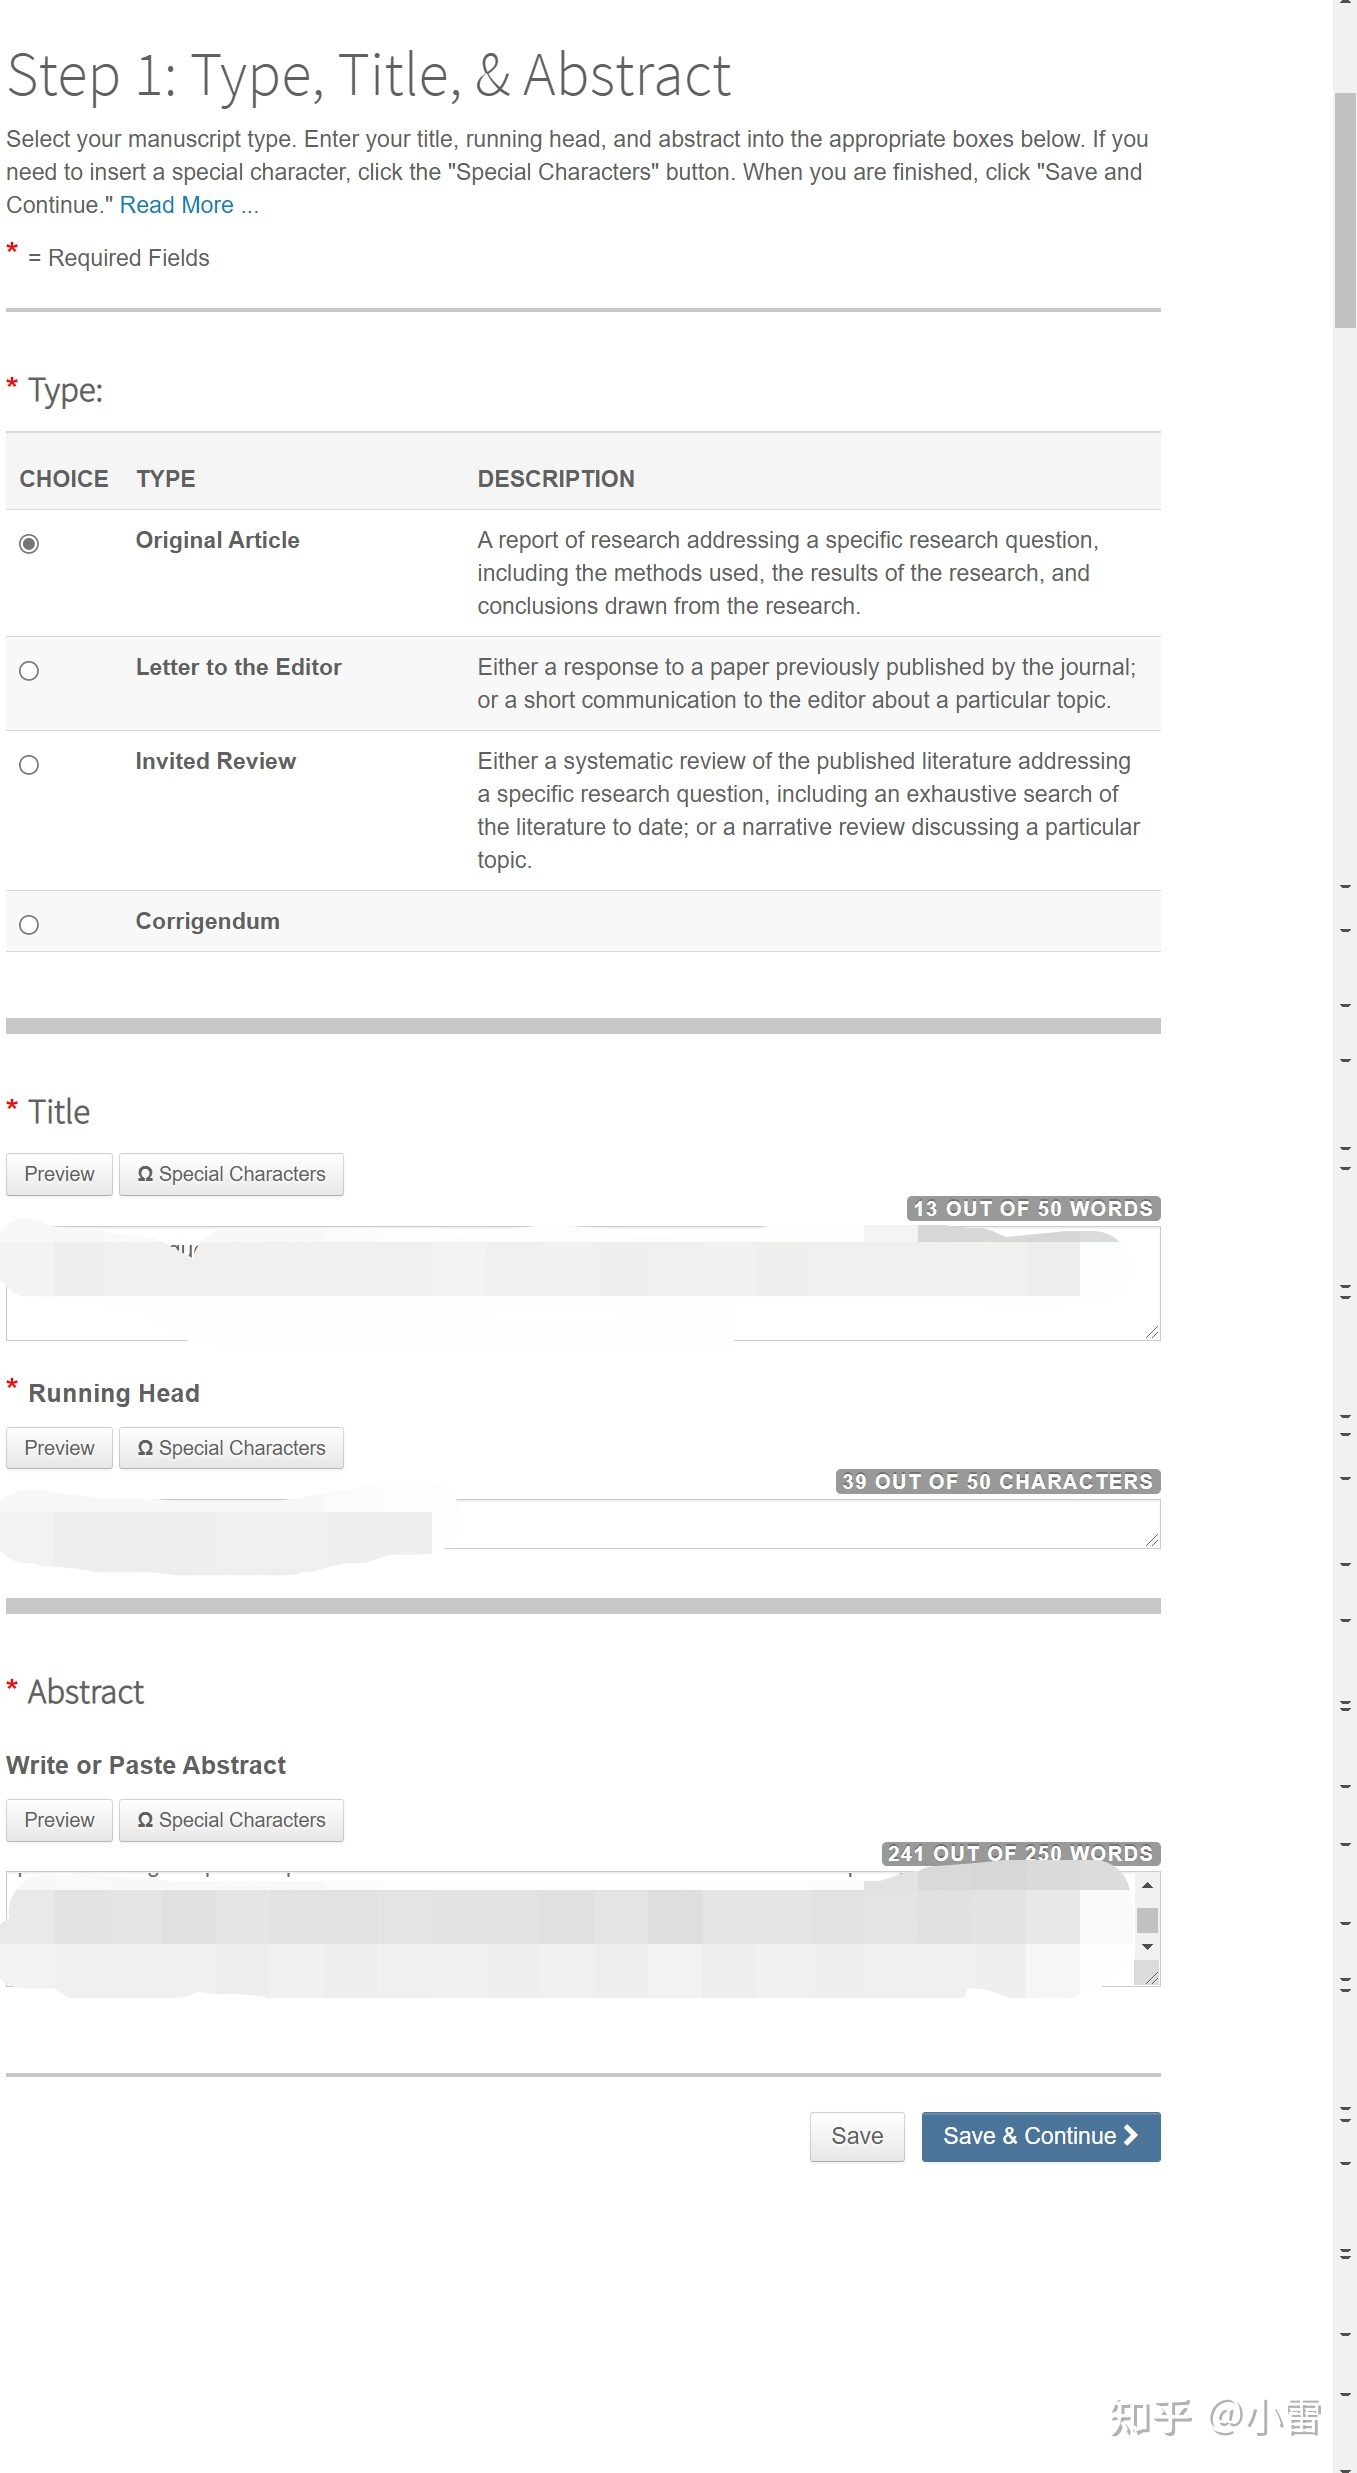 Step 1: Type, Title, & Abstract
Select your manuscript type. Enter your title, running head, and abstract into the appropriate boxes below. If you
need to insert a special character, click the "Special Characters" button. When you are finished, click "Save and
Continue." Read More ...
* = Required Fields
* Type:
CHOICE TYPE DESCRIPTION
Original Article A report of research addressing a specific research question,
including the methods used, the results of the research, and
conclusions drawn from the research.
Letter to the Editor Either a response to a paper previously published by the journal;
or a short communication to the editor about a particular topic.
Invited Review Either a systematic review of the published literature addressing
a specific research question, including an exhaustive search of
the literature to date; or a narrative review discussing a particular
topic.
Corrigendum
* Title
Preview Ω Special Characters
13 OUT OF 50 WORDS
* Running Head
Preview Ω Special Characters
39 OUT OF 50 CHARACTERS
* Abstract
Write or Paste Abstract
Preview Ω Special Characters
241 OUT OF 250 WORDS
Save Save & Continue
知乎 @小雷